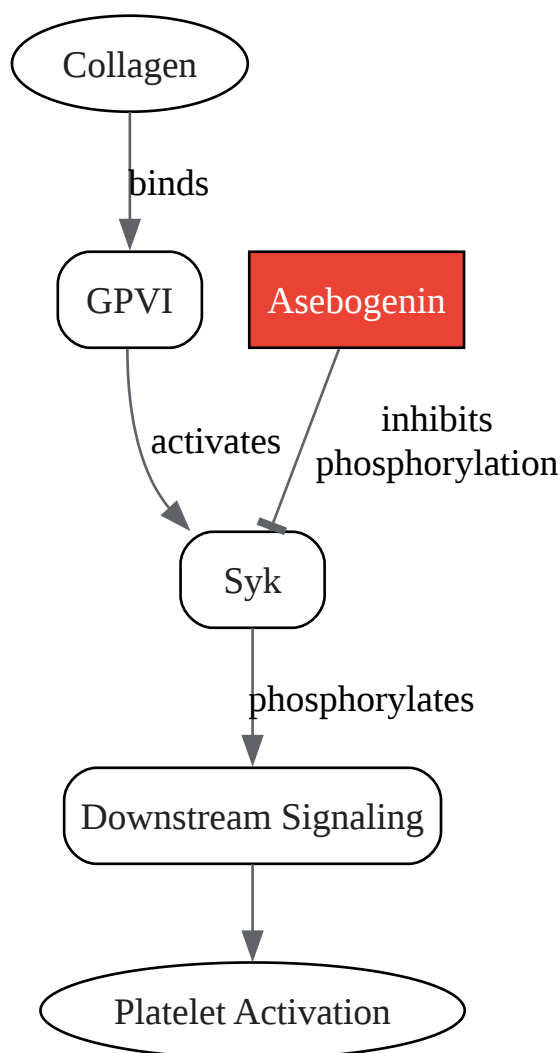 Collagen
binds
GPVI
Asebogenin
activates
inhibits
phosphorylation
Syk
phosphorylates
Downstream Signaling
Platelet Activation